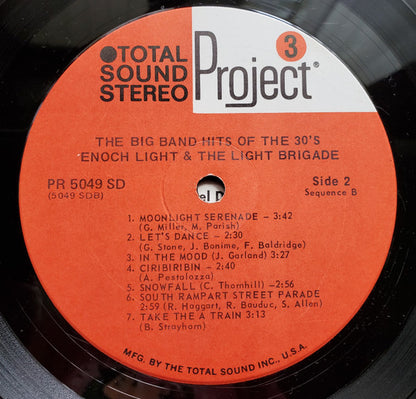 TOTAL
SOUND
STEREO
Project 3®
THE BIG BAND HITS OF THE 30'S
ENOCH LIGHT & THE LIGHT BRIGADE
PR 5049 SD
(5049 SDB)
Side 2
Sequence B
1. MOONLIGHT SERENADE – 3:42
(G. Miller, M. Parish)
2. LET'S DANCE – 2:30
(G. Stone, J. Bonime, F. Baldridge)
3. IN THE MOOD (J. Garland) 3:27
4. CIRIBIRIBIN – 2:40
(A. Pestolozza)
5. SNOWFALL (C. Thornhill) –2:56
6. SOUTH RAMPART STREET PARADE
2:59 (R. Haggart, R. Bauduc, S. Allen)
7. TAKE THE A TRAIN 3:13
(B. Strayhorn)
MFG. BY THE TOTAL SOUND INC., U.S.A.